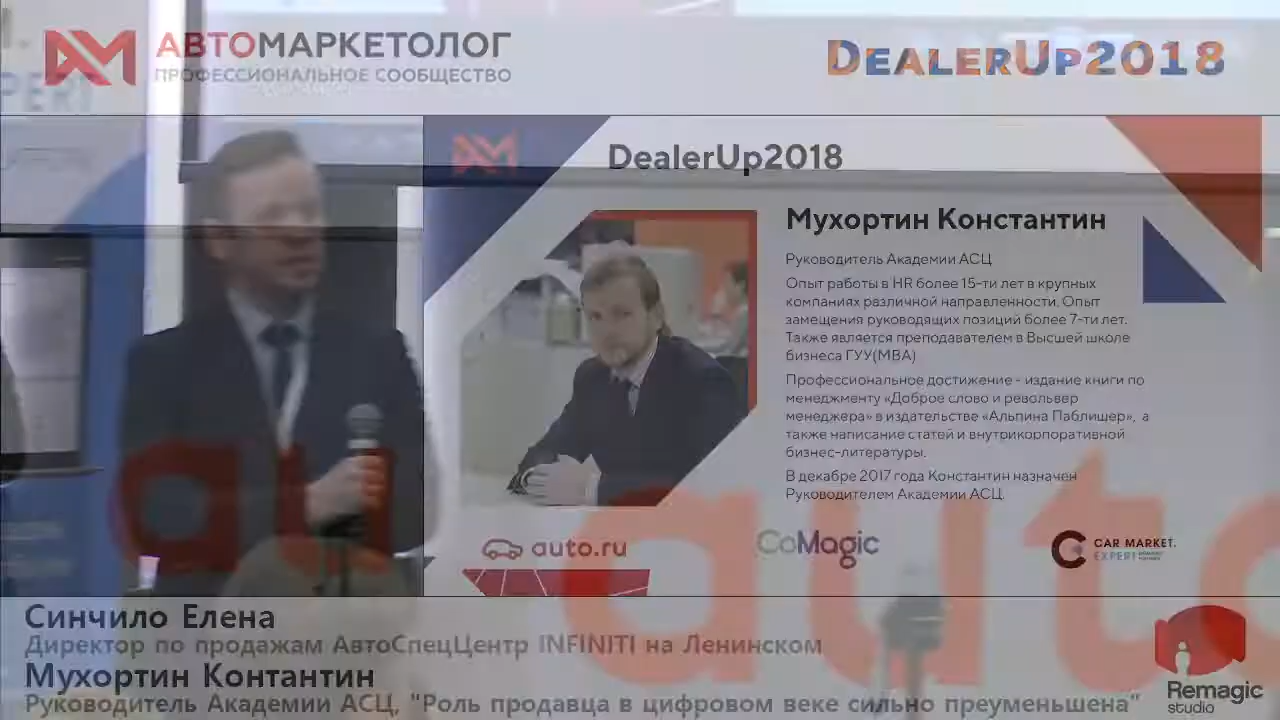 АВТОМАРКЕТОЛОГ
ПРОФЕССИОНАЛЬНОЕ СООБЩЕСТВО
DEALERUP2018
PERT
DealerUp2018
Мухортин Константин
Руководитель Академии АСЦ
Опыт работы в HR более 15-ти лет в крупных
компаниях различной направленности. Опыт
замещения руководящих позиций более 7-ти лет.
Также является преподавателем в Высшей школе
бизнеса ГУУ(MBA)
Профессиональное достижение - издание книги по
менеджменту «Доброе слово и револьвер
менеджера» в издательстве «Альпина Паблишер», а
также написание статей и внутрикорпоративной
бизнес-литературы.
В декабре 2017 года Константин назначен
Руководителем Академии АСЦ.
auto.ru
CoMagic
CAR MARKET.
EXPERT
au
auto
Синчило Елена
Директор по продажам АвтоСпецЦентр INFINITI на Ленинском
Мухортин Контантин
Руководитель Академии АСЦ, "Роль продавца в цифровом веке сильно преуменьшена"
Remagic
studio